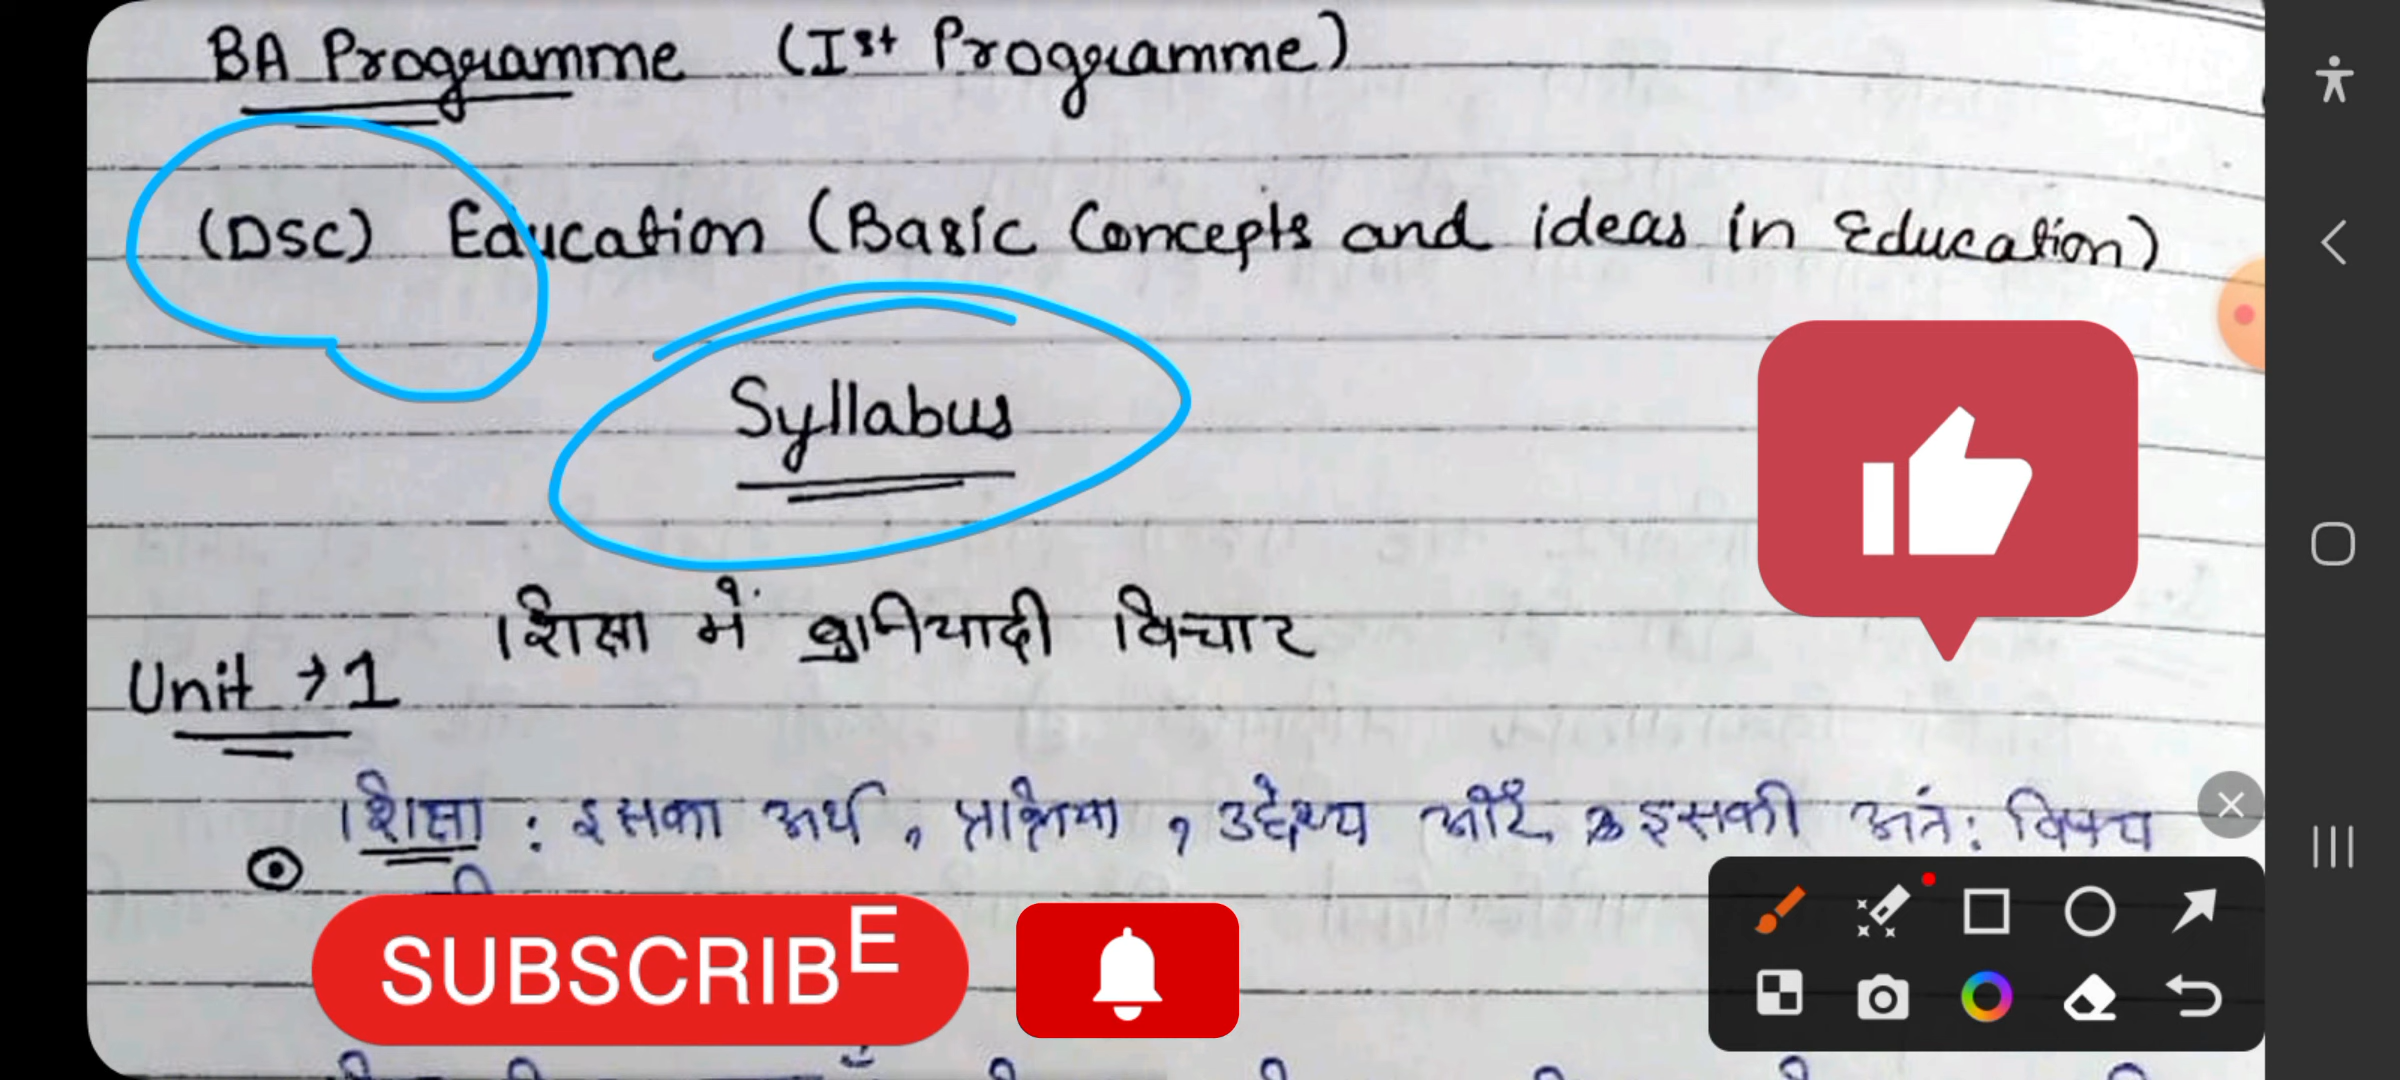 BA Programme (Ist Programme)
(DSC) Education (Basic Concepts and ideas in Education)
Syllabus
शिक्षा में बुनियादी विचार
Unit → 1
शिक्षा : इसका अर्थ , प्रक्रिया , उद्देश्य और इसकी अंत: विषय
SUBSCRIBE